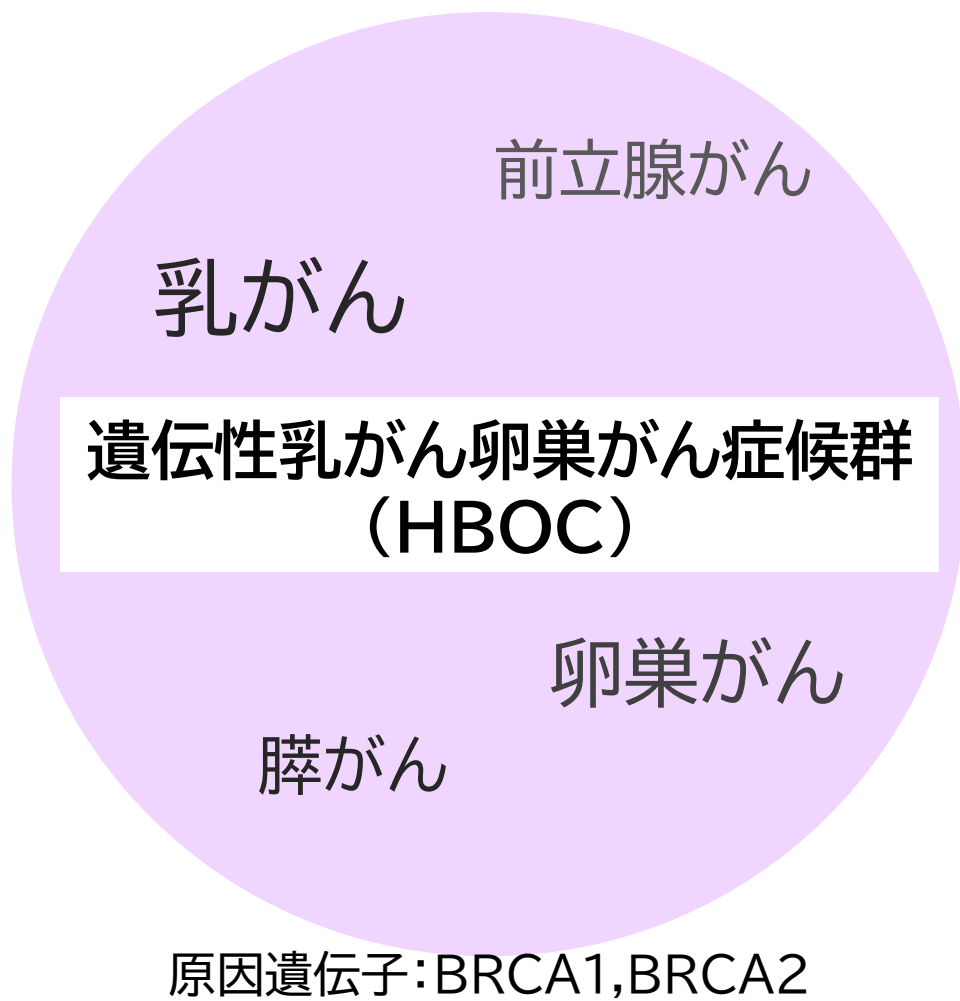 前立腺がん
乳がん
遺伝性乳がん卵巣がん症候群
（HBOC）
卵巣がん
膵がん
原因遺伝子：BRCA1,BRCA2